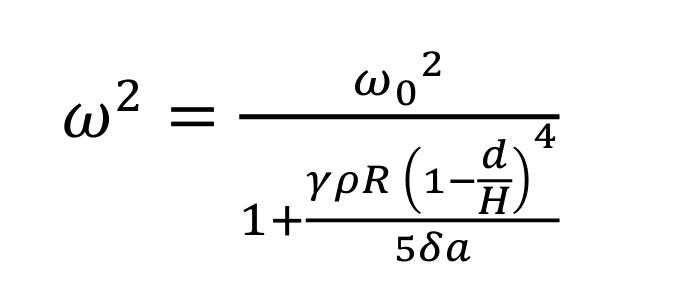 ω² = ω₀² / (1+ γρR (1−d/H)⁴ / 5δa)